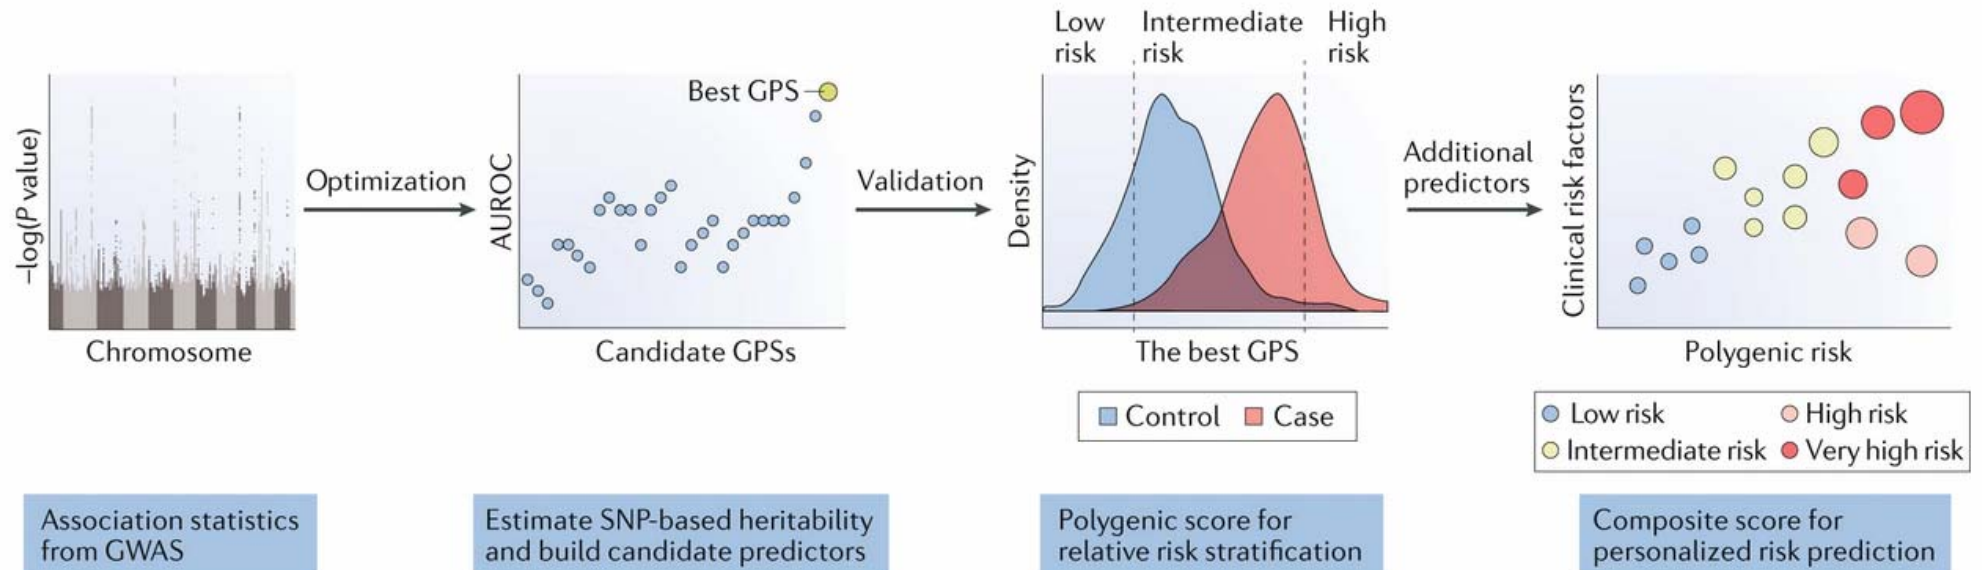 –log(P value)
Chromosome
Optimization
AUROC
Best GPS
Candidate GPSs
Validation
Low
risk
Intermediate
risk
High
risk
Density
The best GPS
Control
Case
Additional
predictors
Clinical risk factors
Polygenic risk
Low risk
High risk
Intermediate risk
Very high risk
Association statistics
from GWAS
Estimate SNP-based heritability
and build candidate predictors
Polygenic score for
relative risk stratification
Composite score for
personalized risk prediction